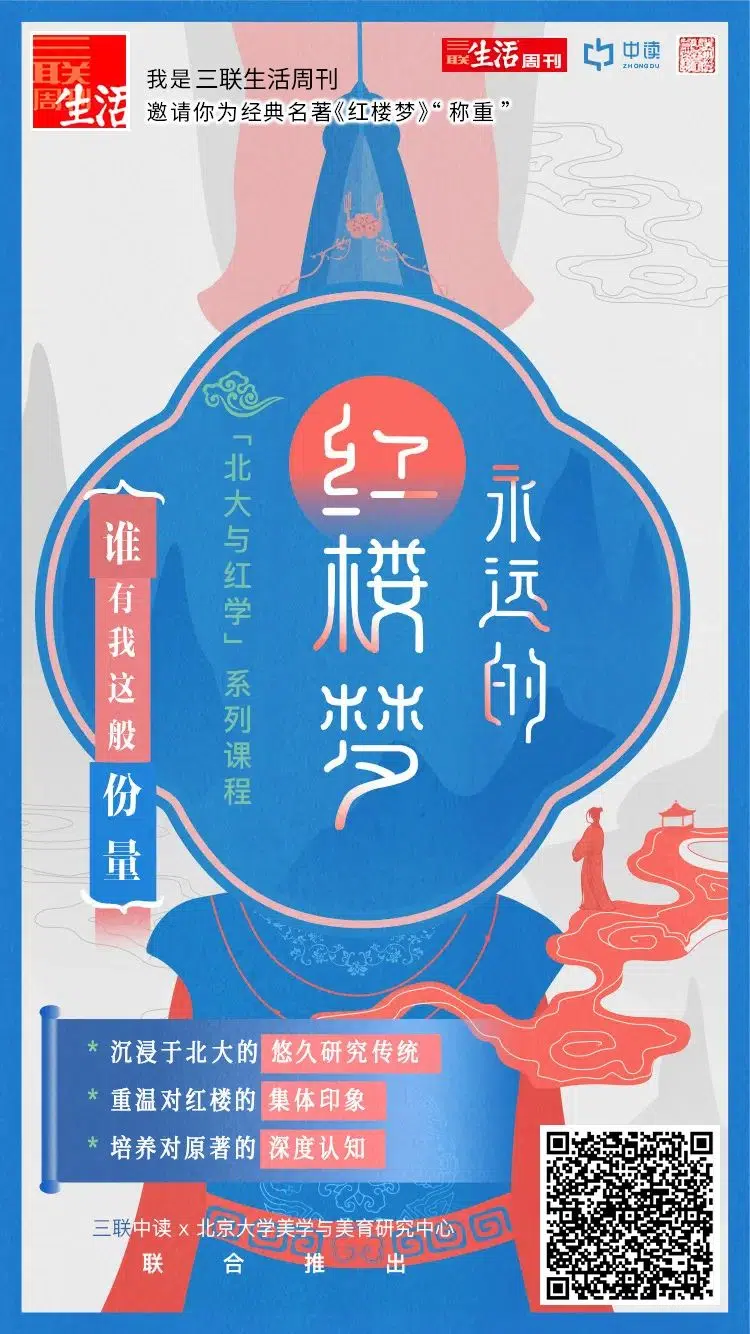 三联生活周刊
我是三联生活周刊
邀请你为经典名著《红楼梦》“称重”
三联生活周刊
中读
ZHONGDU
永远的
红楼梦
「北大与红学」系列课程
谁有我这般份量
* 沉浸于北大的 悠久研究传统
* 重温对红楼的 集体印象
* 培养对原著的 深度认知
三联中读 x 北京大学美学与美育研究中心
联合推出